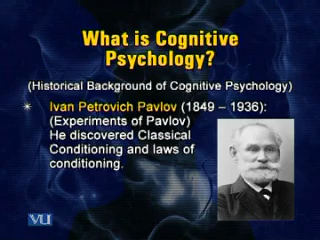 What is Cognitive
Psychology?
(Historical Background of Cognitive Psychology)
Ivan Petrovich Pavlov (1849 – 1936):
(Experiments of Pavlov)
He discovered Classical
Conditioning and laws of
conditioning.
VU